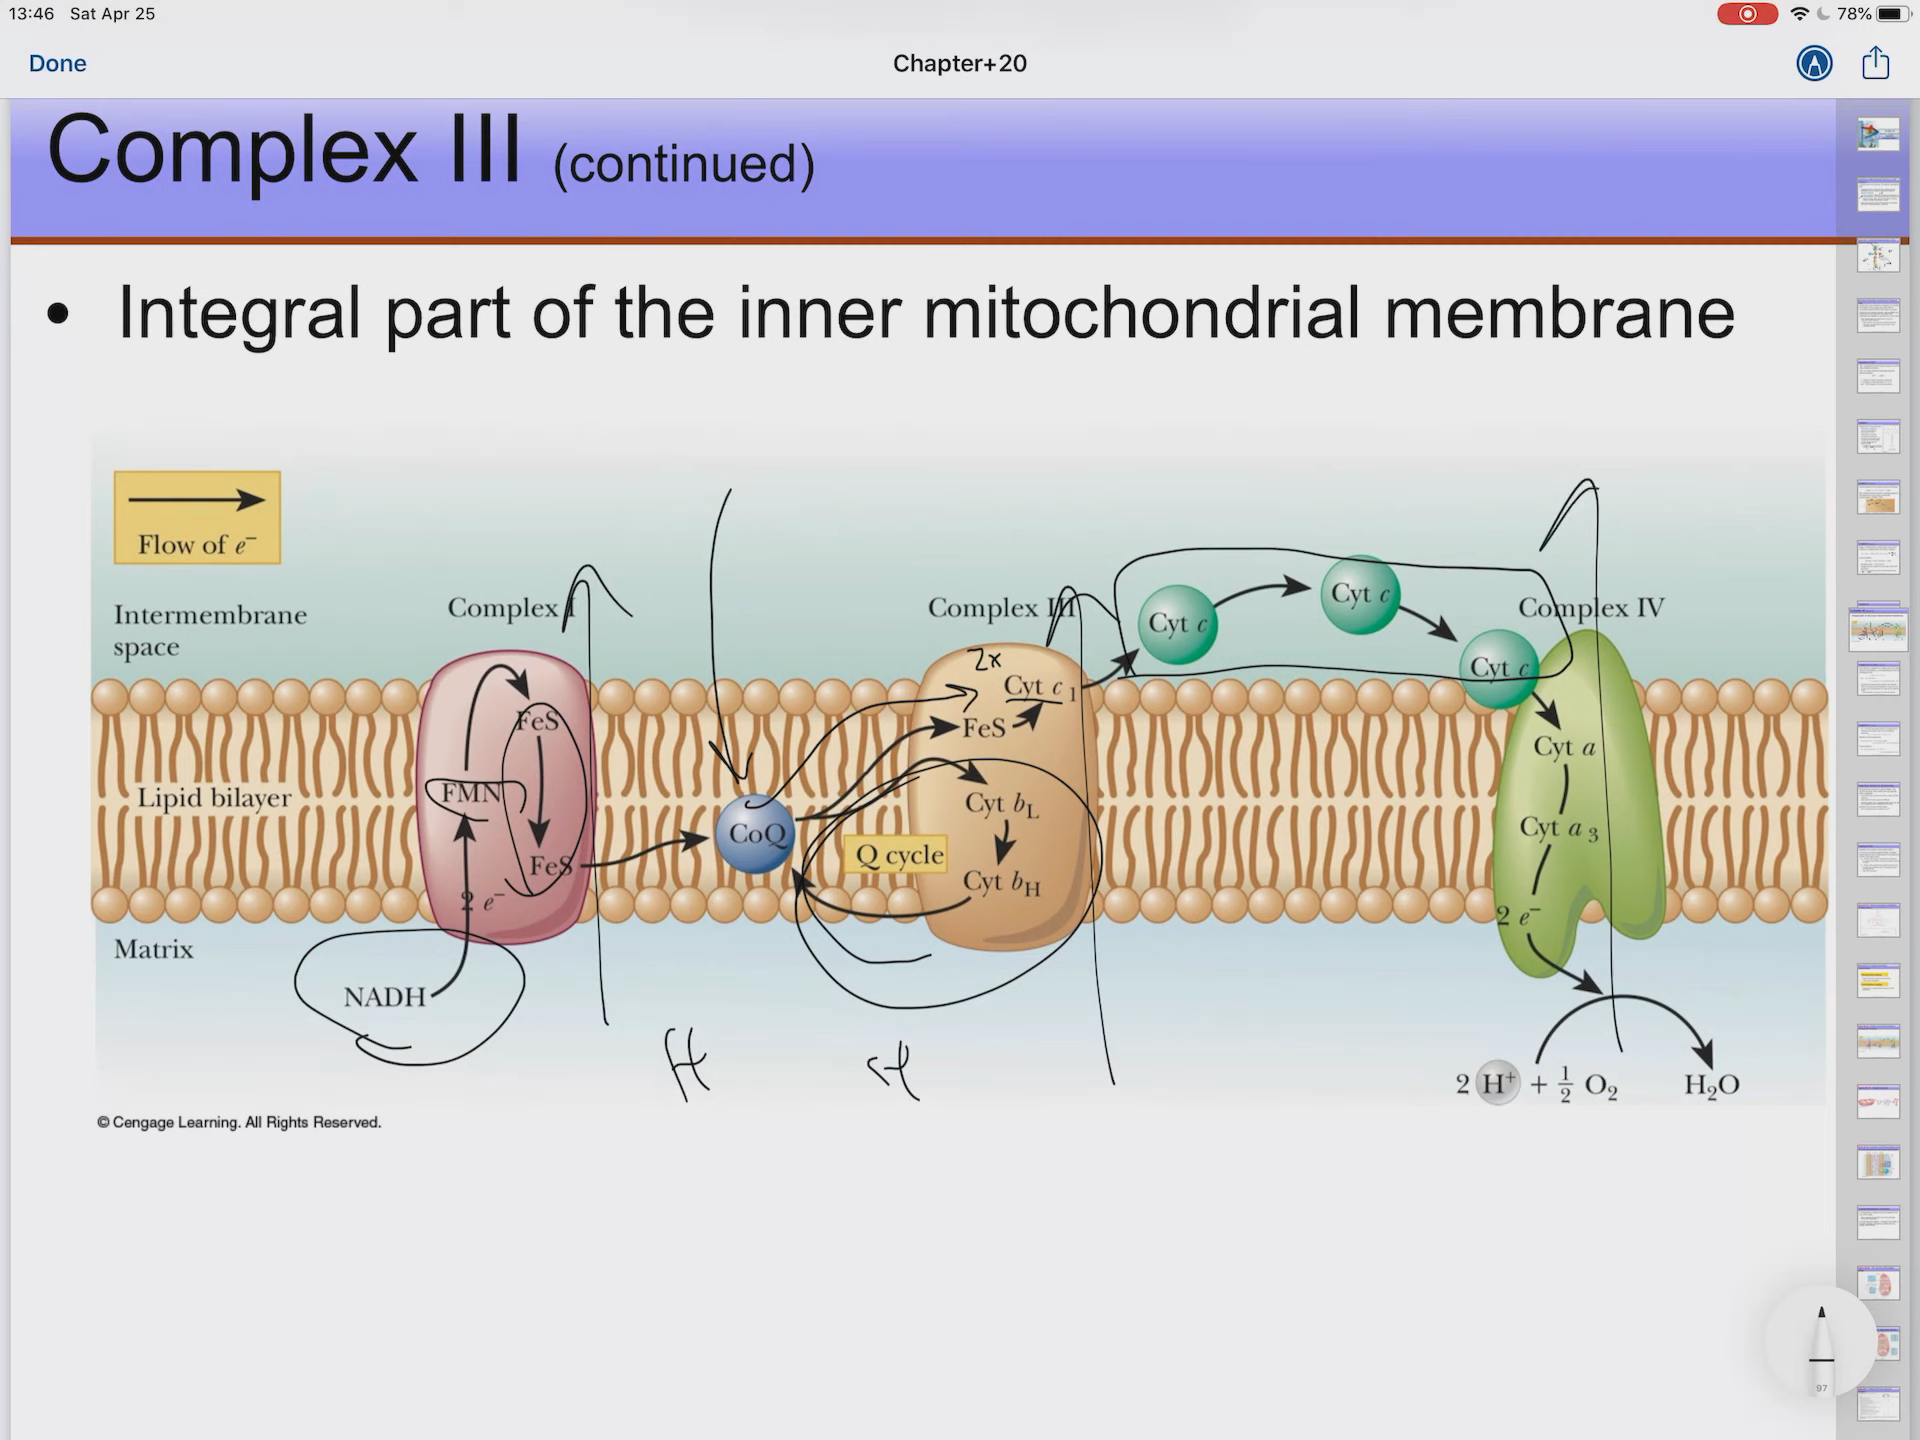 13:46 Sat Apr 25
78%
Done
Chapter+20
Complex III (continued)
• Integral part of the inner mitochondrial membrane
Flow of e⁻
Intermembrane
space
Complex I
Complex III
Complex IV
Cyt c
Cyt c
Cyt c
2x
Cyt c₁
FeS
FeS
Cyt a
Lipid bilayer
FMN
CoQ
Cyt b_L
Q cycle
Cyt a₃
FeS
Cyt b_H
2 e⁻
2 e⁻
Matrix
NADH
2 H⁺ + ½ O₂
H₂O
© Cengage Learning. All Rights Reserved.
97